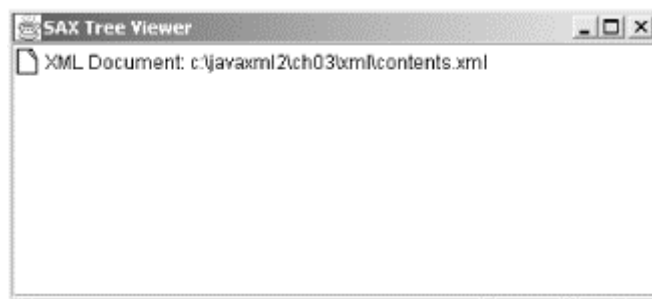 SAX Tree Viewer
XML Document: c:\javaxml2\ch03\xml\contents.xml